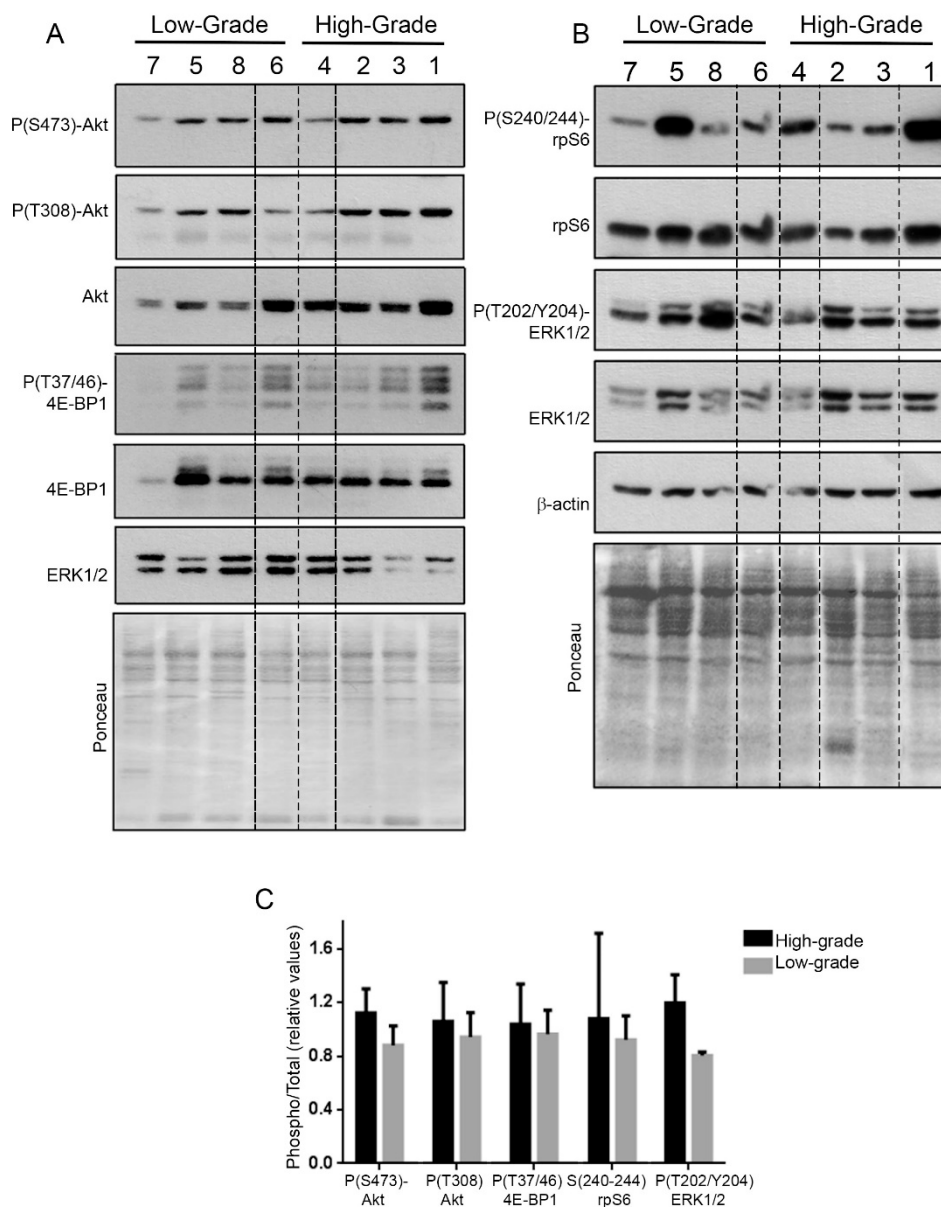 A
Low-Grade High-Grade
7 5 8 6 4 2 3 1
P(S473)-Akt
P(T308)-Akt
Akt
P(T37/46)-
4E-BP1
4E-BP1
ERK1/2
Ponceau
B
Low-Grade High-Grade
7 5 8 6 4 2 3 1
P(S240/244)-
rpS6
rpS6
P(T202/Y204)-
ERK1/2
ERK1/2
β-actin
Ponceau
C
Phospho/Total (relative values)
1.6
1.2
0.8
0.4
0.0
High-grade
Low-grade
P(S473)- P(T308) P(T37/46) S(240-244) P(T202/Y204)
Akt Akt 4E-BP1 rpS6 ERK1/2